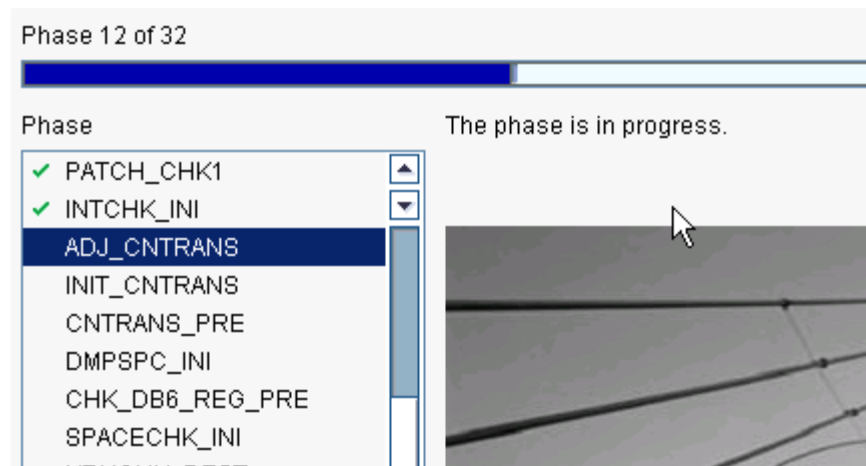 Phase 12 of 32
Phase
The phase is in progress.
PATCH_CHK1
INTCHK_INI
ADJ_CNTRANS
INIT_CNTRANS
CNTRANS_PRE
DMPSPC_INI
CHK_DB6_REG_PRE
SPACECHK_INI